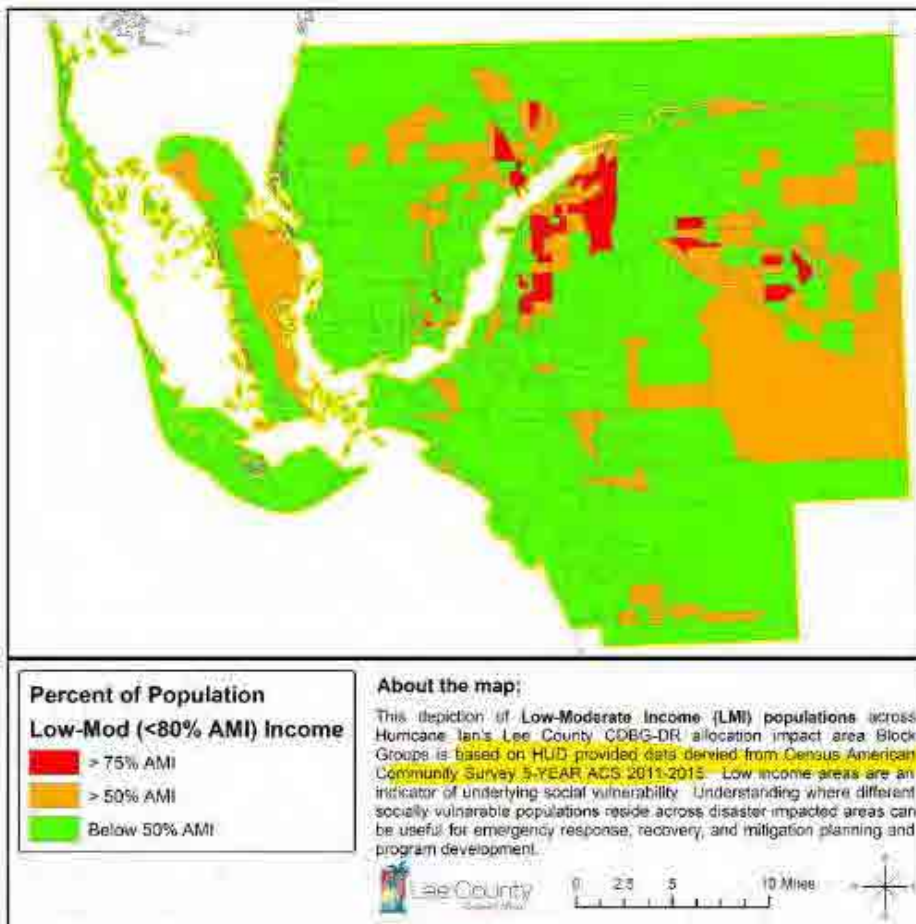 Percent of Population
Low-Mod (<80% AMI) Income
> 75% AMI
> 50% AMI
Below 50% AMI
About the map:
This depiction of Low-Moderate Income (LMI) populations across
Hurricane Ian's Lee County CDBG-DR allocation impact area Block
Groups is based on HUD provided data derived from Census American
Community Survey 5-YEAR ACS 2011-2015. Low income areas are an
indicator of underlying social vulnerability. Understanding where different
socially vulnerable populations reside across disaster impacted areas can
be useful for emergency response, recovery, and mitigation planning and
program development.
Lee County
0 2.5 5 10 Miles